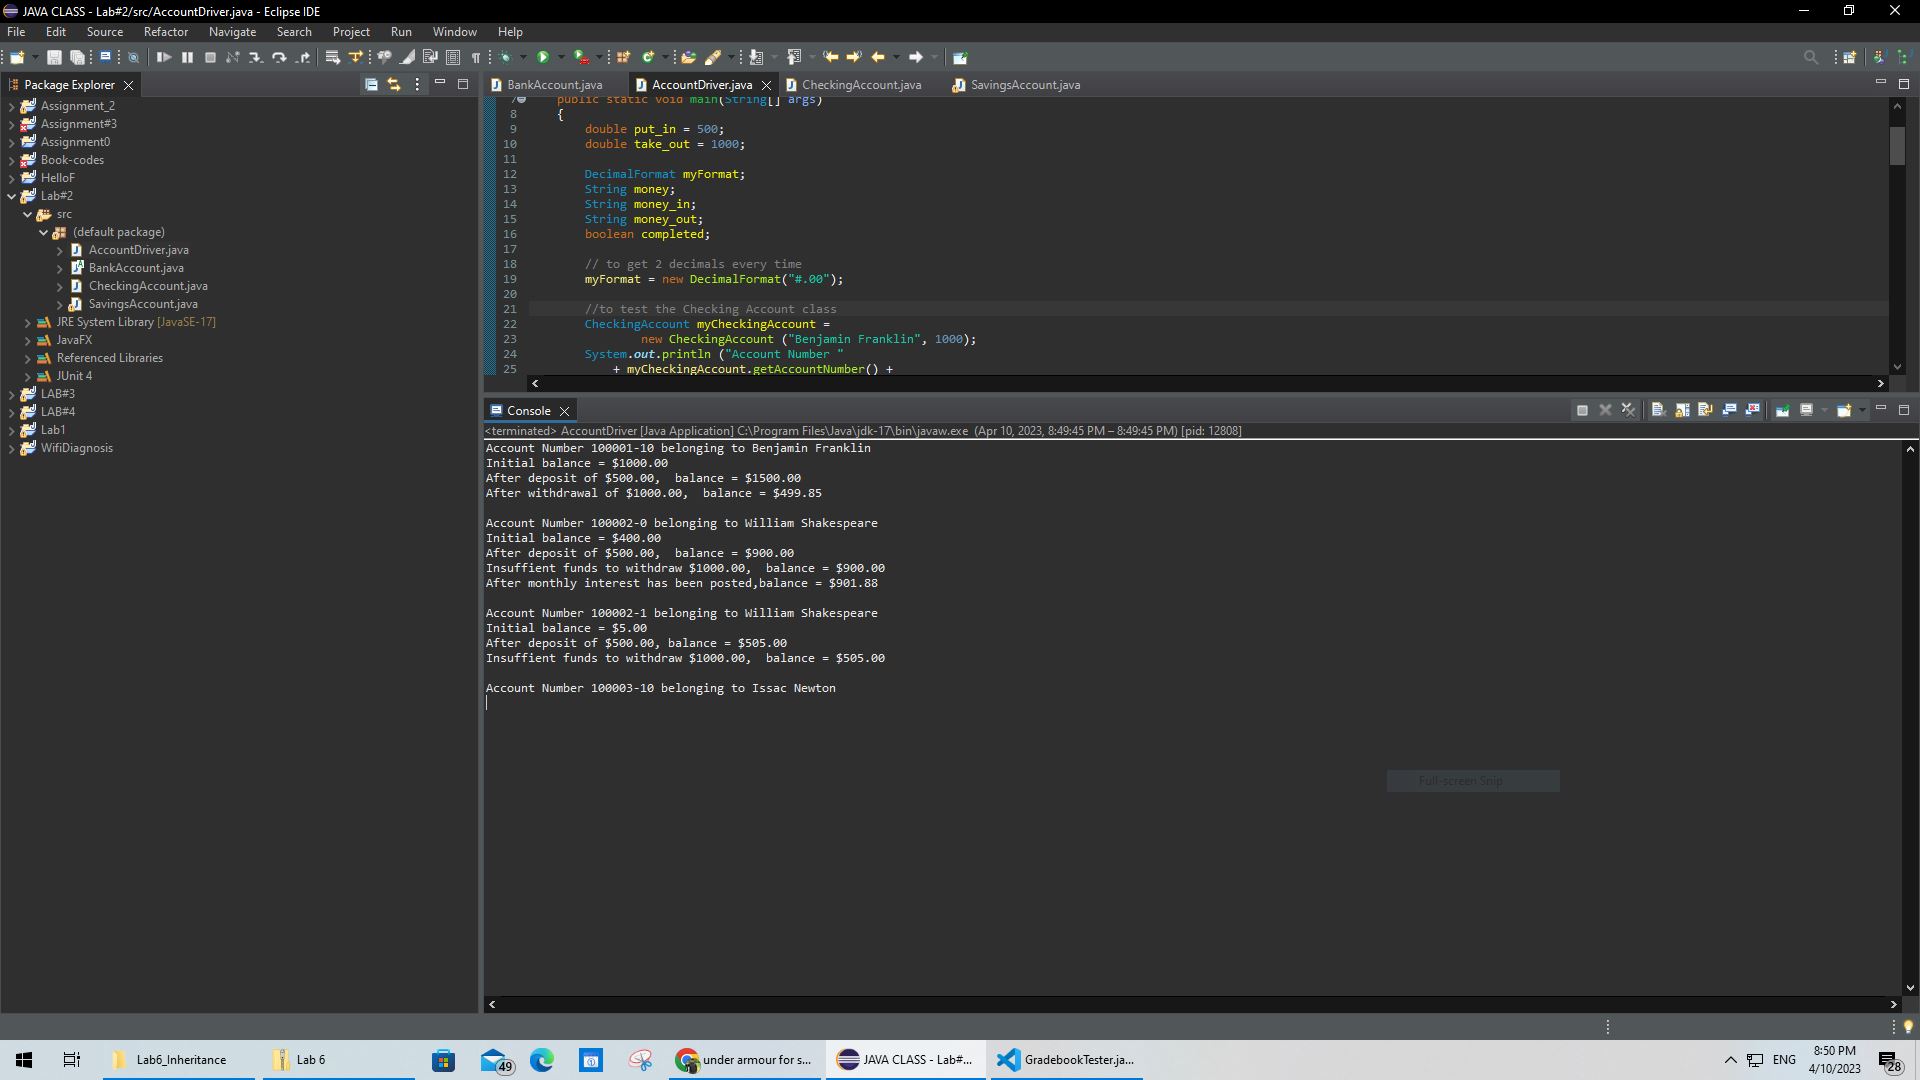 JAVA CLASS - Lab#2/src/AccountDriver.java - Eclipse IDE
File Edit Source Refactor Navigate Search Project Run Window Help
Package Explorer
Assignment_2
Assignment#3
Assignment0
Book-codes
HelloF
Lab#2
src
(default package)
AccountDriver.java
BankAccount.java
CheckingAccount.java
SavingsAccount.java
JRE System Library [JavaSE-17]
JavaFX
Referenced Libraries
JUnit 4
LAB#3
LAB#4
Lab1
WifiDiagnosis
BankAccount.java AccountDriver.java CheckingAccount.java SavingsAccount.java
7 public static void main(String[] args)
8 {
9 double put_in = 500;
10 double take_out = 1000;
11
12 DecimalFormat myFormat;
13 String money;
14 String money_in;
15 String money_out;
16 boolean completed;
17
18 // to get 2 decimals every time
19 myFormat = new DecimalFormat("#.00");
20
21 //to test the Checking Account class
22 CheckingAccount myCheckingAccount =
23 new CheckingAccount ("Benjamin Franklin", 1000);
24 System.out.println ("Account Number "
25 + myCheckingAccount.getAccountNumber() +
Console
<terminated> AccountDriver [Java Application] C:\Program Files\Java\jdk-17\bin\javaw.exe (Apr 10, 2023, 8:49:45 PM – 8:49:45 PM) [pid: 12808]
Account Number 100001-10 belonging to Benjamin Franklin
Initial balance = $1000.00
After deposit of $500.00,  balance = $1500.00
After withdrawal of $1000.00,  balance = $499.85
Account Number 100002-0 belonging to William Shakespeare
Initial balance = $400.00
After deposit of $500.00,  balance = $900.00
Insuffient funds to withdraw $1000.00,  balance = $900.00
After monthly interest has been posted,balance = $901.88
Account Number 100002-1 belonging to William Shakespeare
Initial balance = $5.00
After deposit of $500.00, balance = $505.00
Insuffient funds to withdraw $1000.00,  balance = $505.00
Account Number 100003-10 belonging to Issac Newton
Full-screen Snip
Lab6_Inheritance
Lab 6
49
under armour for s...
JAVA CLASS - Lab#...
GradebookTester.ja...
ENG
8:50 PM
4/10/2023
28